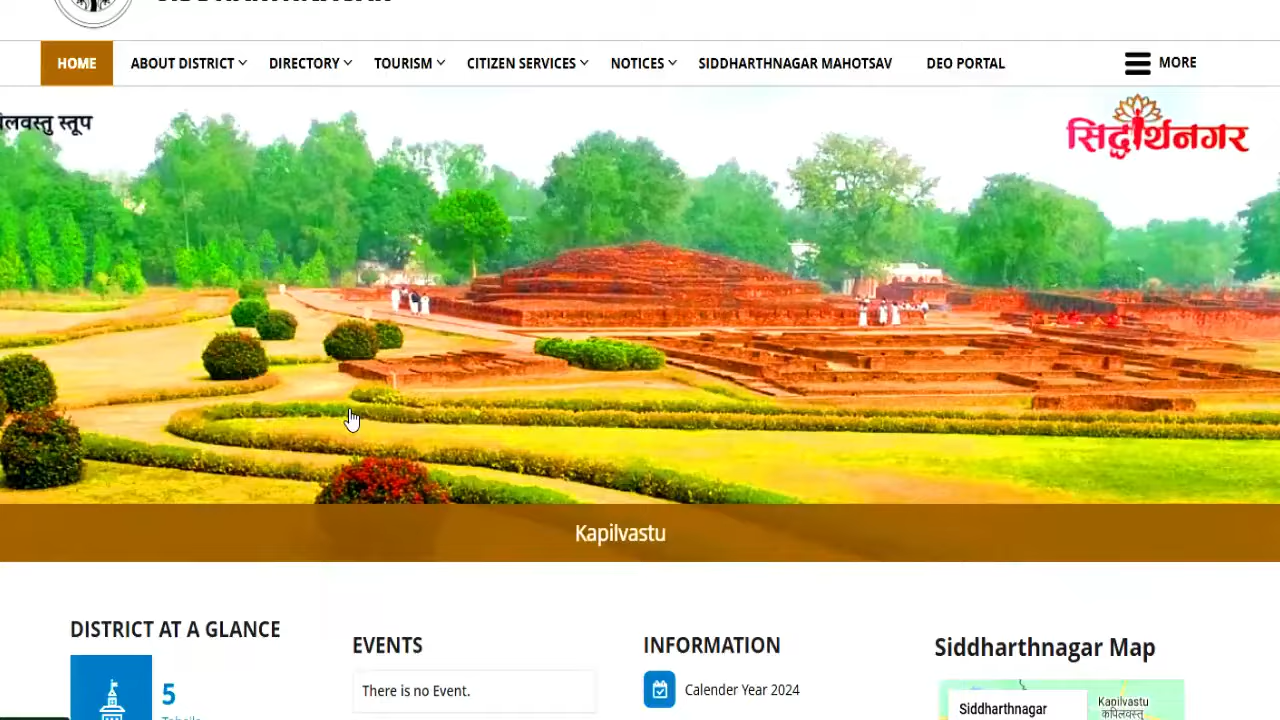 HOME ABOUT DISTRICT DIRECTORY TOURISM CITIZEN SERVICES NOTICES SIDDHARTHNAGAR MAHOTSAV DEO PORTAL MORE
स्तूप
सिद्धार्थनगर
Kapilvastu
DISTRICT AT A GLANCE
5
EVENTS
There is no Event.
INFORMATION
Calender Year 2024
Siddharthnagar Map
Siddharthnagar
Kapilvastu
कपिलवस्तु